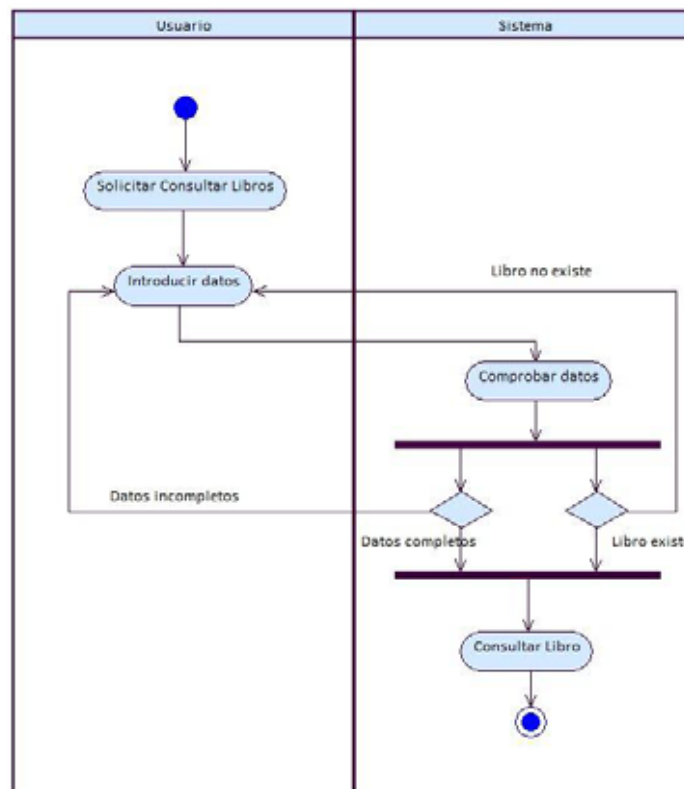 Usuario
Sistema
Solicitar Consultar Libros
Introducir datos
Libro no existe
Comprobar datos
Datos incompletos
Datos completos
Libro exist
Consultar Libro